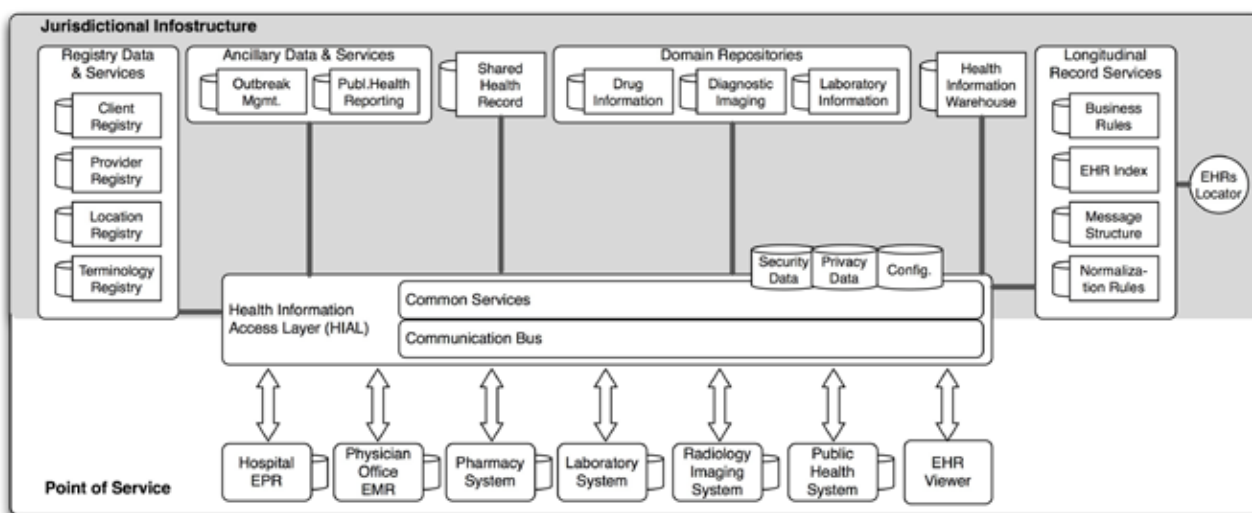 Jurisdictional Infostructure
Registry Data
& Services
Client
Registry
Provider
Registry
Location
Registry
Terminology
Registry
Ancillary Data & Services
Outbreak
Mgmt.
Publ.Health
Reporting
Shared
Health
Record
Domain Repositories
Drug
Information
Diagnostic
Imaging
Laboratory
Information
Health
Information
Warehouse
Longitudinal
Record Services
Business
Rules
EHR Index
Message
Structure
Normaliza-
tion Rules
EHRs
Locator
Security
Data
Privacy
Data
Config.
Health Information
Access Layer (HIAL)
Common Services
Communication Bus
Hospital
EPR
Physician
Office
EMR
Pharmacy
System
Laboratory
System
Radiology
Imaging
System
Public
Health
System
EHR
Viewer
Point of Service